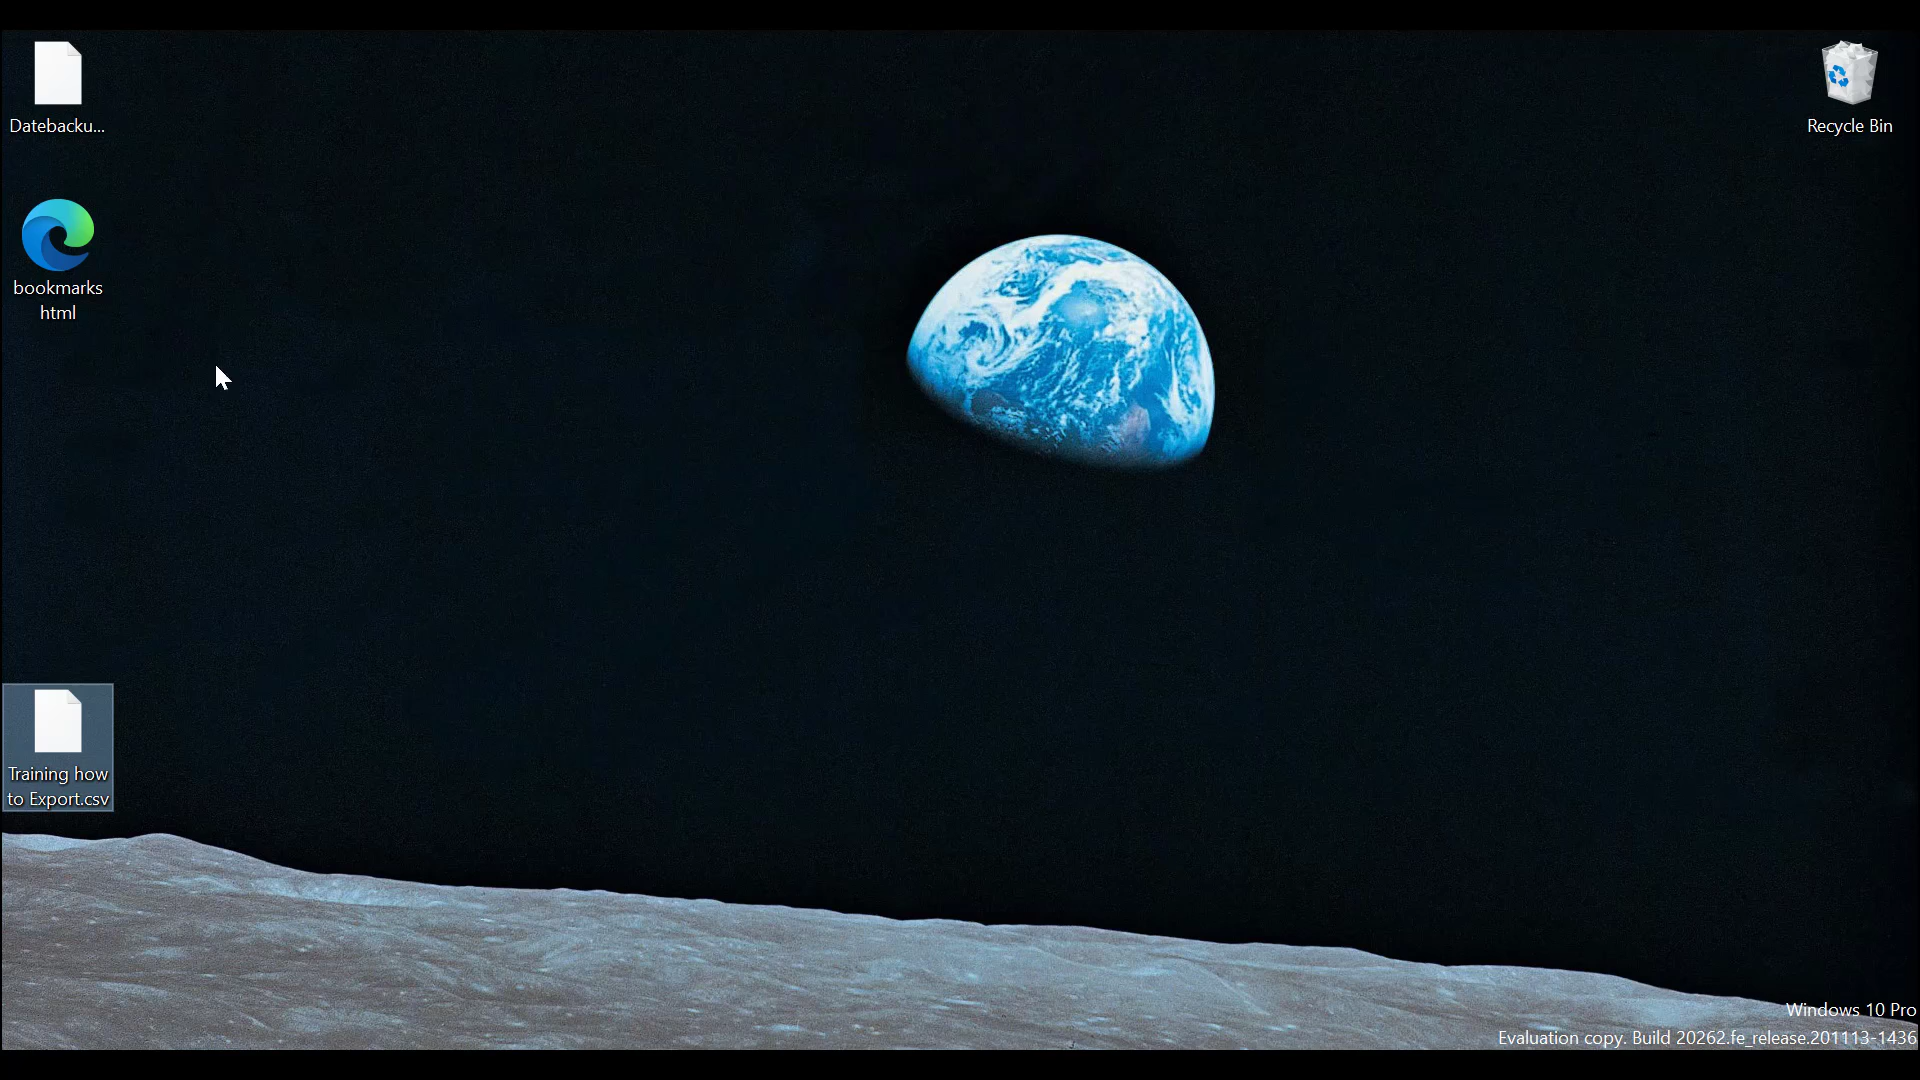 Datebacku...
Recycle Bin
bookmarks
html
Training how
to Export.csv
Windows 10 Pro
Evaluation copy. Build 20262.fe_release.201113-1436